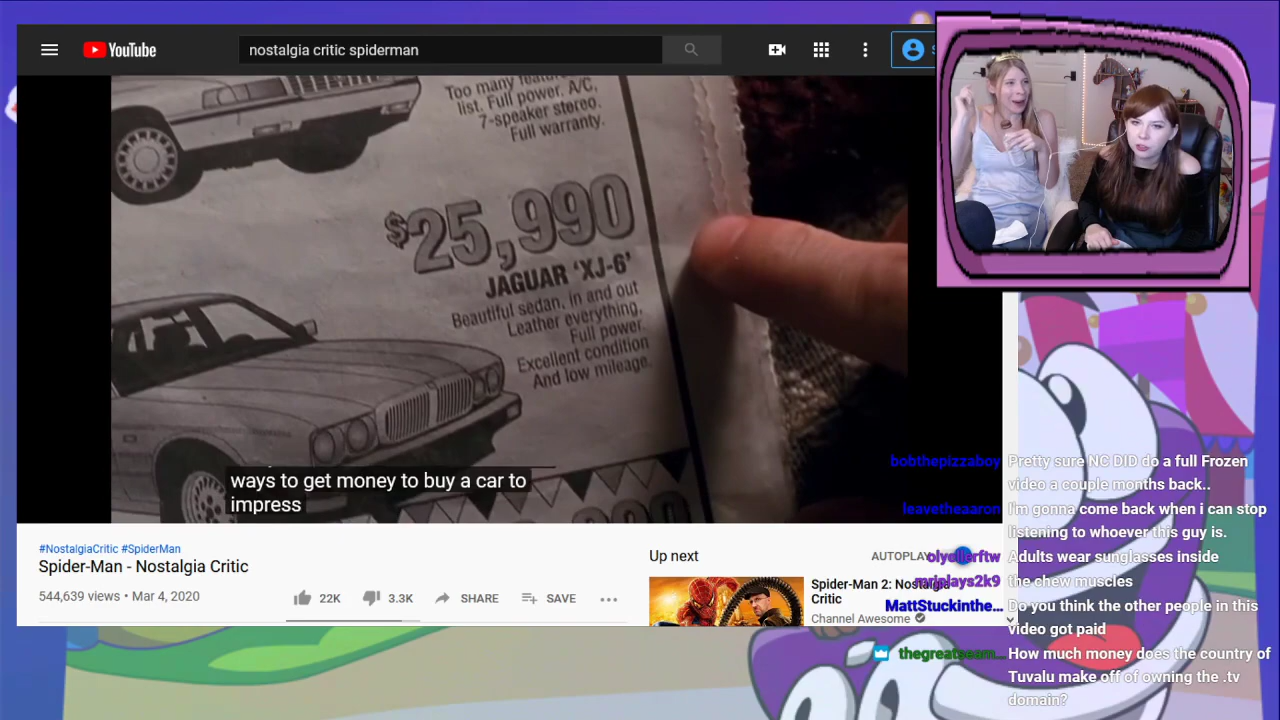 YouTube
nostalgia critic spiderman
Too many
list. Full power. A/C,
7-speaker stereo.
Full warranty.
$25,990
JAGUAR 'XJ-6'
Beautiful sedan, in and out
Leather everything.
Full power.
Excellent condition
And low mileage.
ways to get money to buy a car to
impress
#NostalgiaCritic #SpiderMan
Spider-Man - Nostalgia Critic
544,639 views • Mar 4, 2020
22K
3.3K
SHARE
SAVE
Up next
AUTOPLAY
Spider-Man 2: Nostalgia
Critic
Channel Awesome
bobthepizzaboy Pretty sure NC DID do a full Frozen
video a couple months back..
leavetheaaron I'm gonna come back when i can stop
listening to whoever this guy is.
Adults wear sunglasses inside
mrjplays2k9 the chew muscles
MattStuckinthe... Do you think the other people in this
video got paid
thegreatseam... How much money does the country of
Tuvalu make off of owning the .tv
domain?